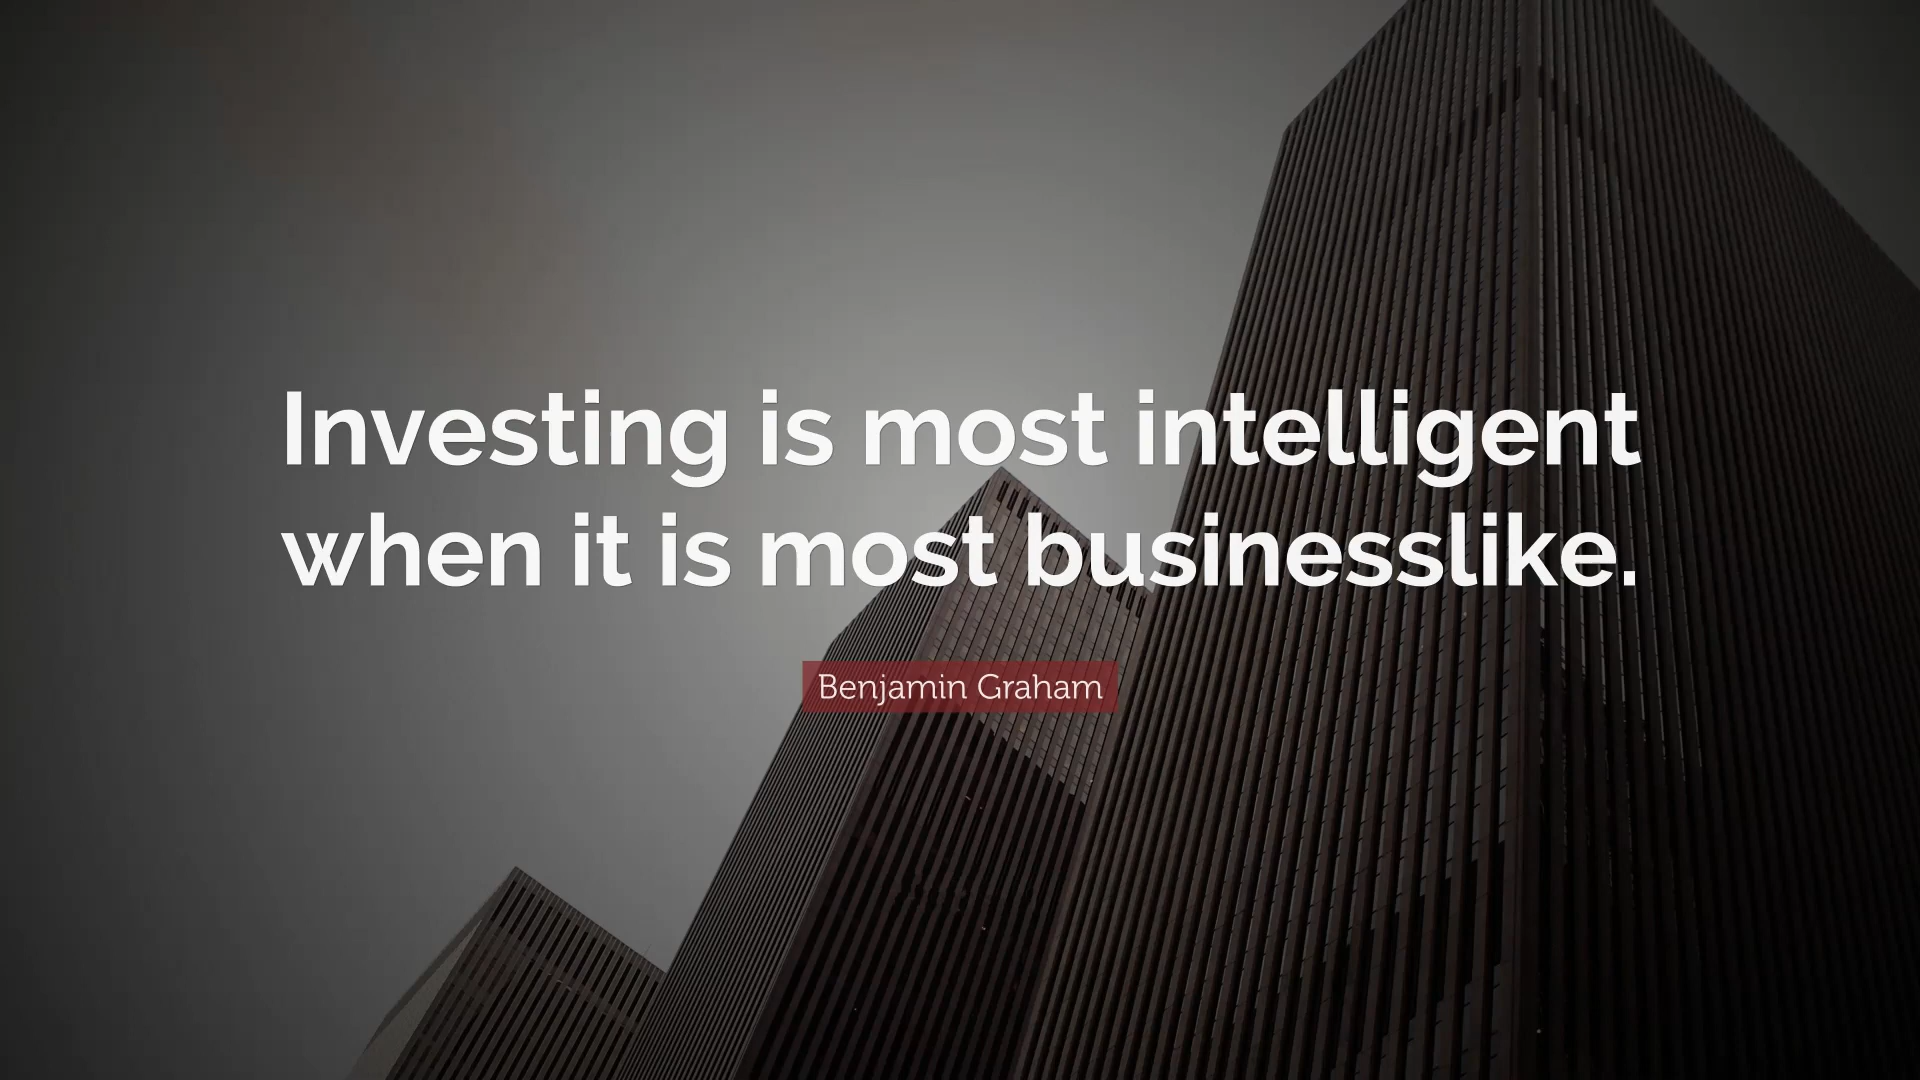 Investing is most intelligent
when it is most businesslike.
Benjamin Graham